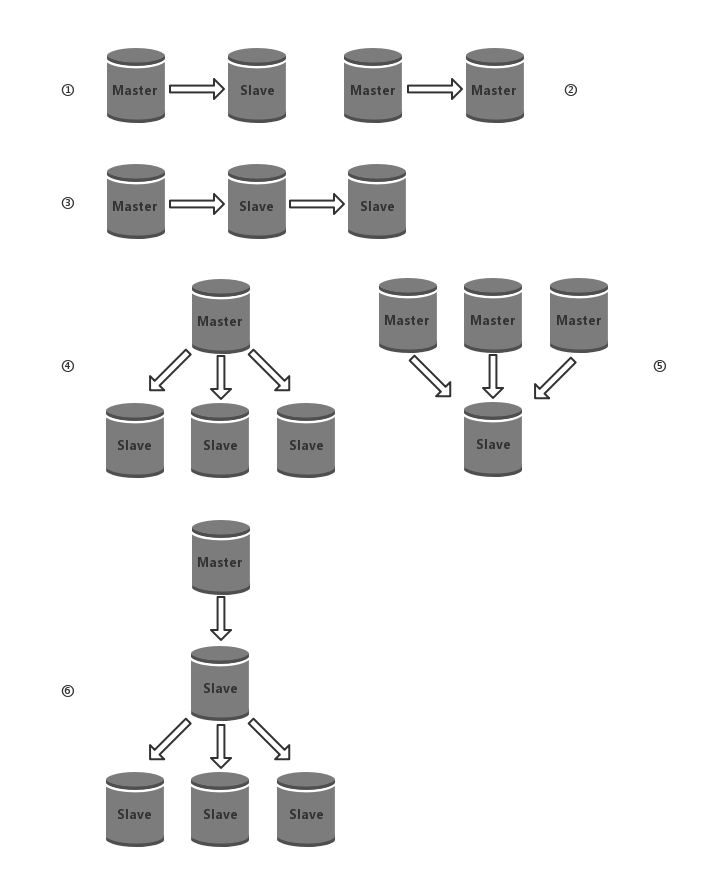 ① Master Slave Master Master ②
③ Master Slave Slave
Master Master Master Master
④ ⑤
Slave Slave Slave Slave
Master
Slave
⑥
Slave Slave Slave